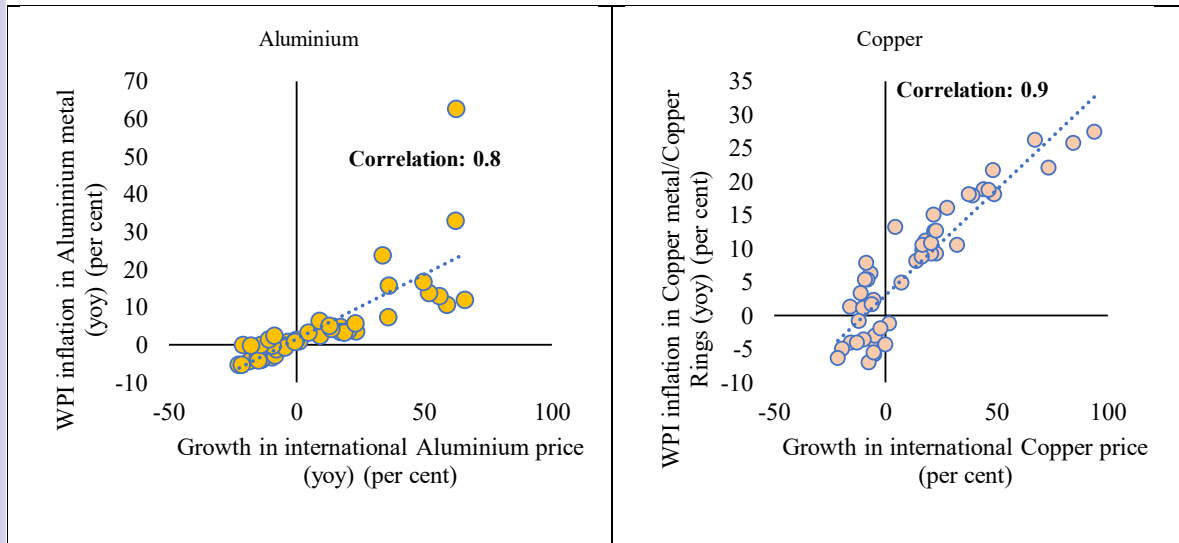 Aluminium
WPI inflation in Aluminium metal
(yoy) (per cent)
70
60
50
40
30
20
10
0
-10
Correlation: 0.8
-50
0
50
100
Growth in international Aluminium price
(yoy) (per cent)
Copper
WPI inflation in Copper metal/Copper
Rings (yoy) (per cent)
35
30
25
20
15
10
5
0
-5
-10
Correlation: 0.9
-50
0
50
100
Growth in international Copper price
(per cent)